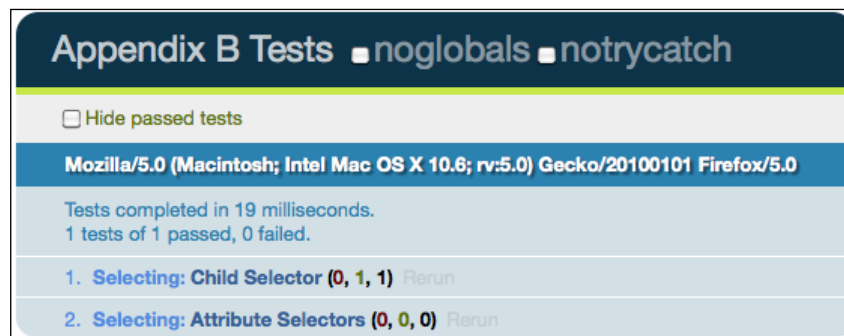 Appendix B Tests noglobals notrycatch
Hide passed tests
Mozilla/5.0 (Macintosh; Intel Mac OS X 10.6; rv:5.0) Gecko/20100101 Firefox/5.0
Tests completed in 19 milliseconds.
1 tests of 1 passed, 0 failed.
1. Selecting: Child Selector (0, 1, 1) Rerun
2. Selecting: Attribute Selectors (0, 0, 0) Rerun